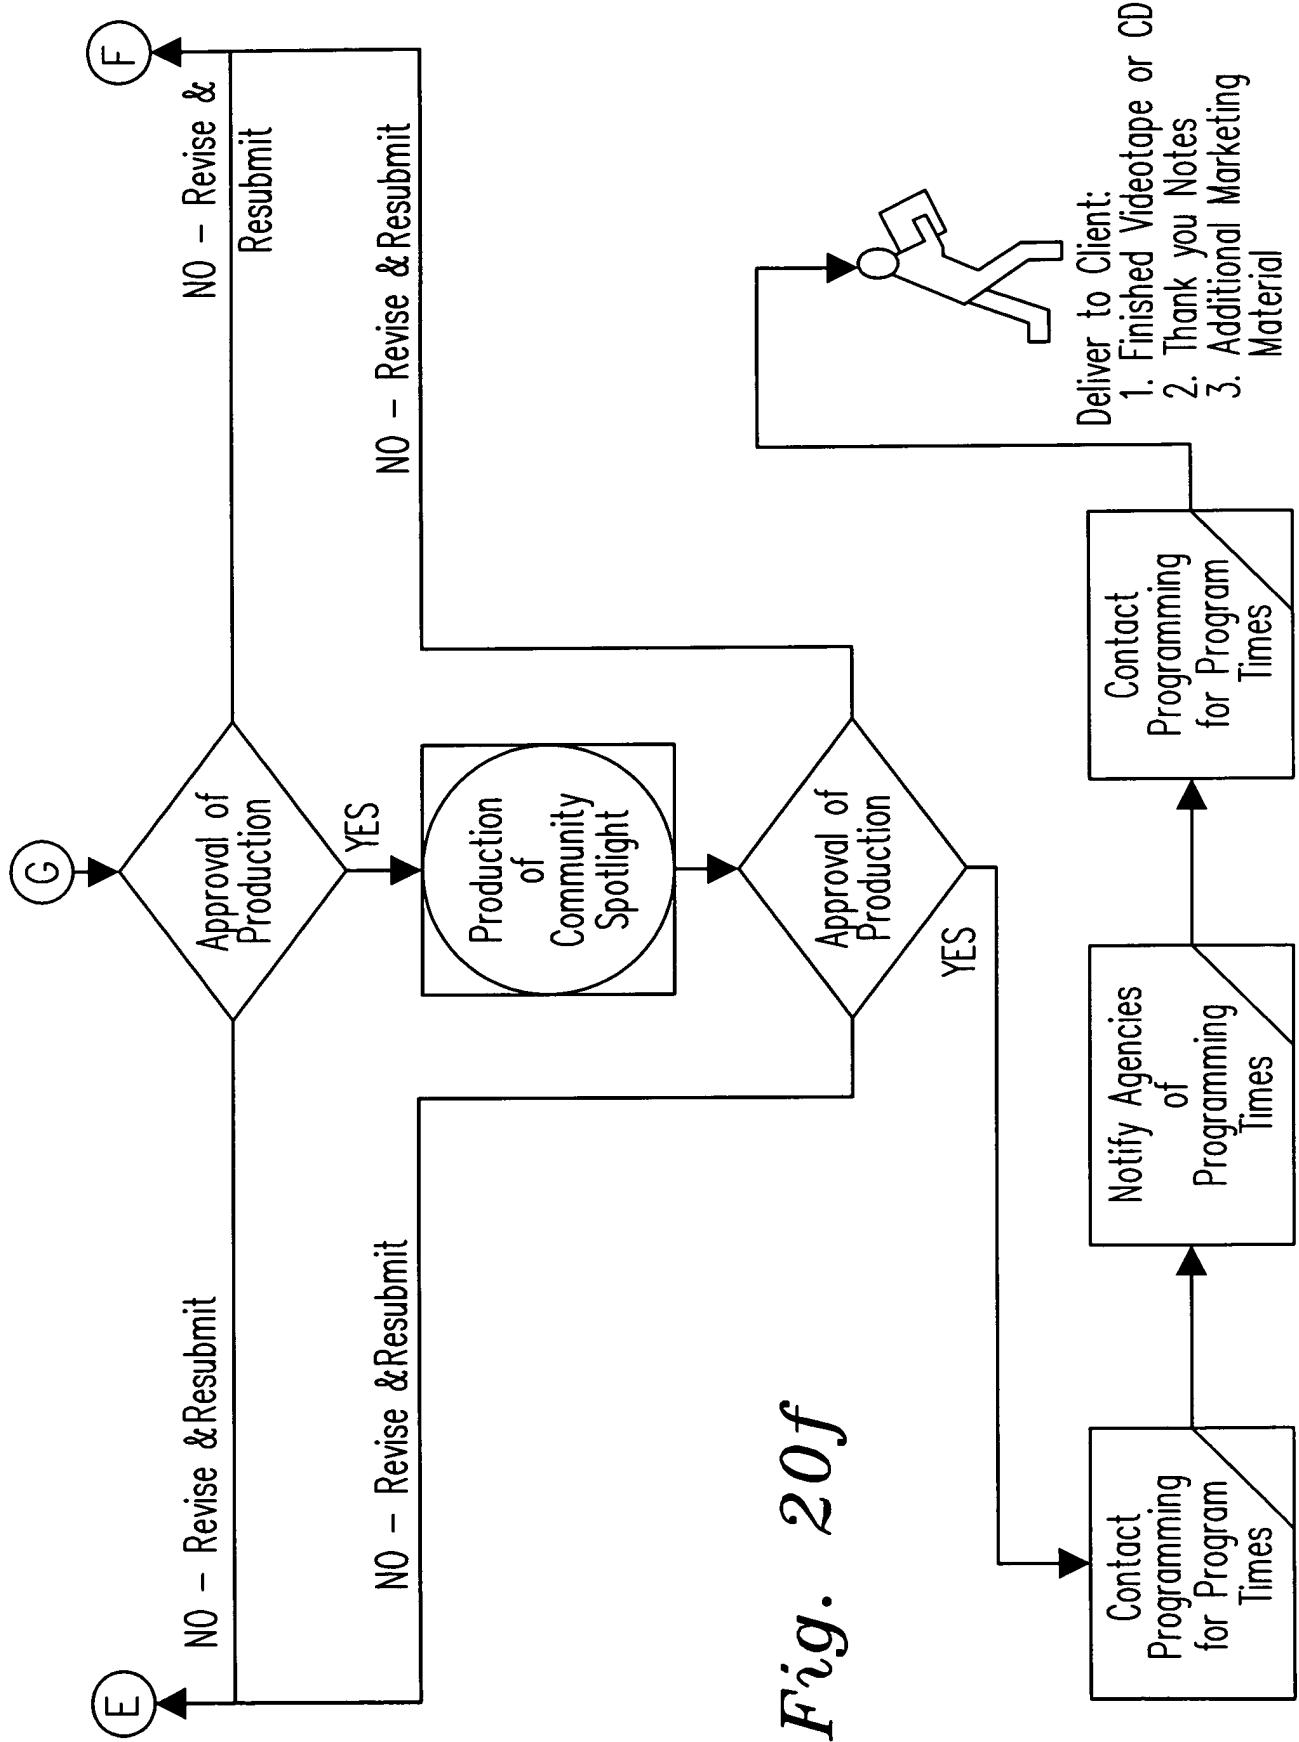 G
E
F
NO - Revise &Resubmit
Approval of
Production
NO - Revise &
Resubmit
YES
NO - Revise &Resubmit
NO - Revise &Resubmit
Production
of
Community
Spotlight
Approval of
Production
YES
Contact
Programming
for Program
Times
Notify Agencies
of
Programming
Times
Contact
Programming
for Program
Times
Deliver to Client:
1. Finished Videotape or CD
2. Thank you Notes
3. Additional Marketing
Material
Fig. 20f